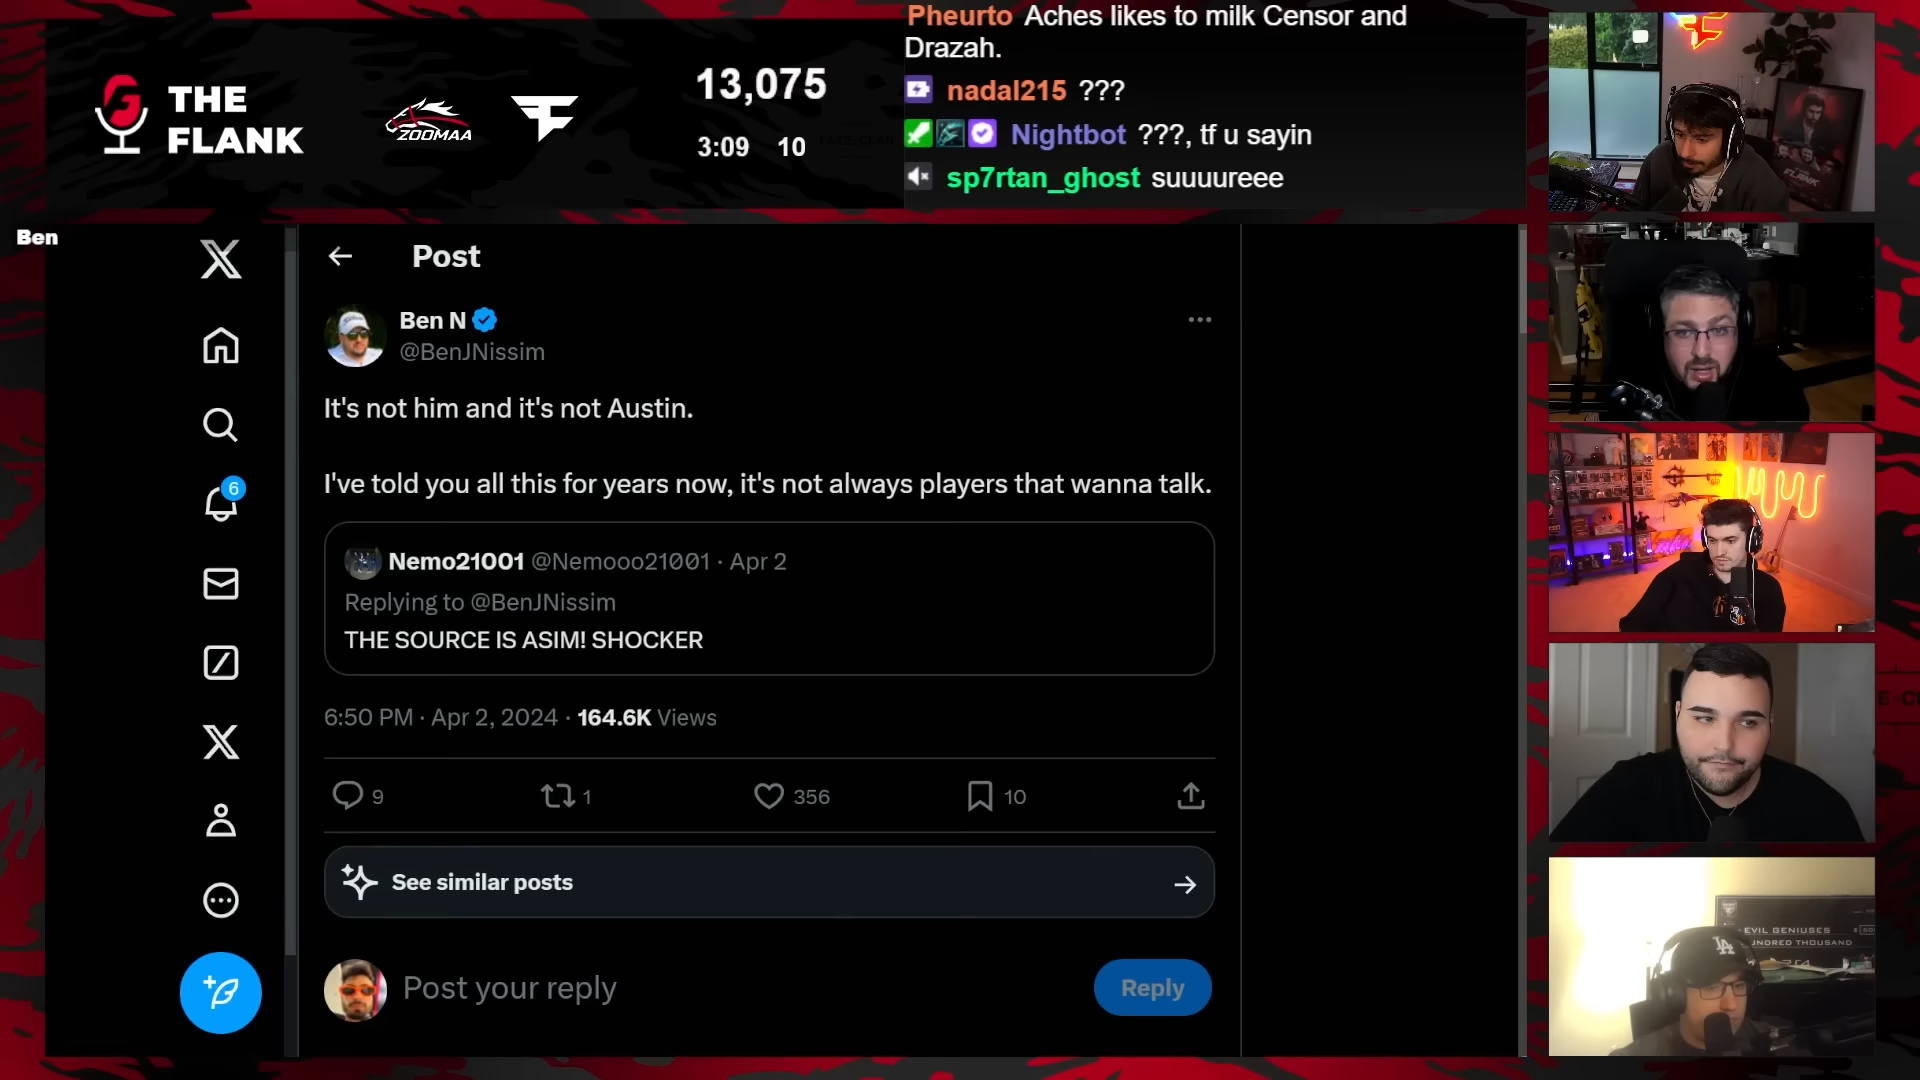 THE
FLANK
ZOOMAA
13,075
3:09 10
Pheurto Aches likes to milk Censor and
Drazah.
nadal215 ???
Nightbot ???, tf u sayin
sp7rtan_ghost suuuureee
Ben
Post
Ben N
@BenJNissim
It's not him and it's not Austin.
I've told you all this for years now, it's not always players that wanna talk.
Nemo21001 @Nemooo21001 · Apr 2
Replying to @BenJNissim
THE SOURCE IS ASIM! SHOCKER
6:50 PM · Apr 2, 2024 · 164.6K Views
6
9
1
356
10
See similar posts
Post your reply
Reply
FLANK
LA
EVIL GENIUSES
HUNDRED THOUSAND